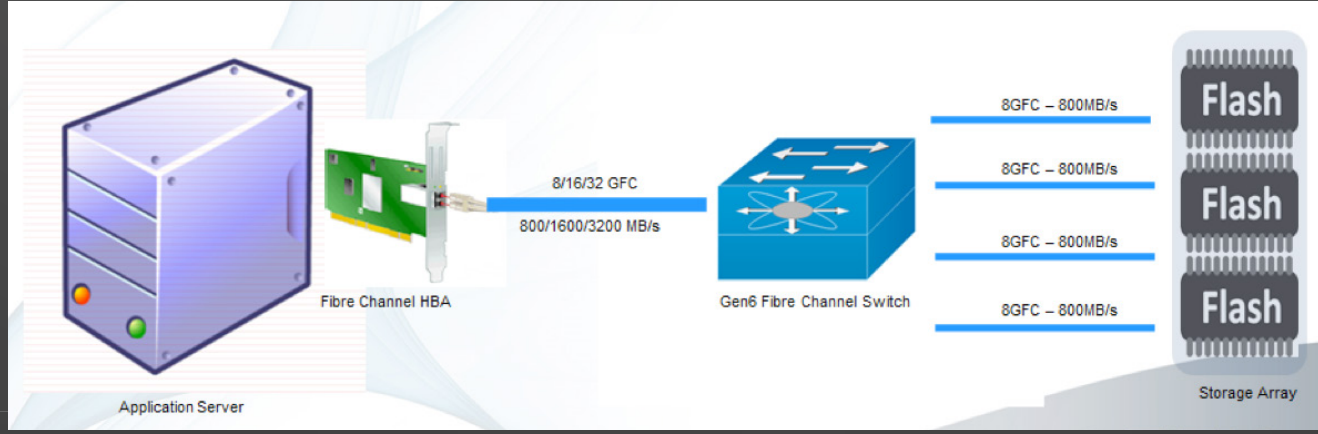 8GFC – 800MB/s
Flash
8/16/32 GFC
8GFC – 800MB/s
Flash
800/1600/3200 MB/s
8GFC – 800MB/s
Fibre Channel HBA
Gen6 Fibre Channel Switch
8GFC – 800MB/s
Flash
Application Server
Storage Array